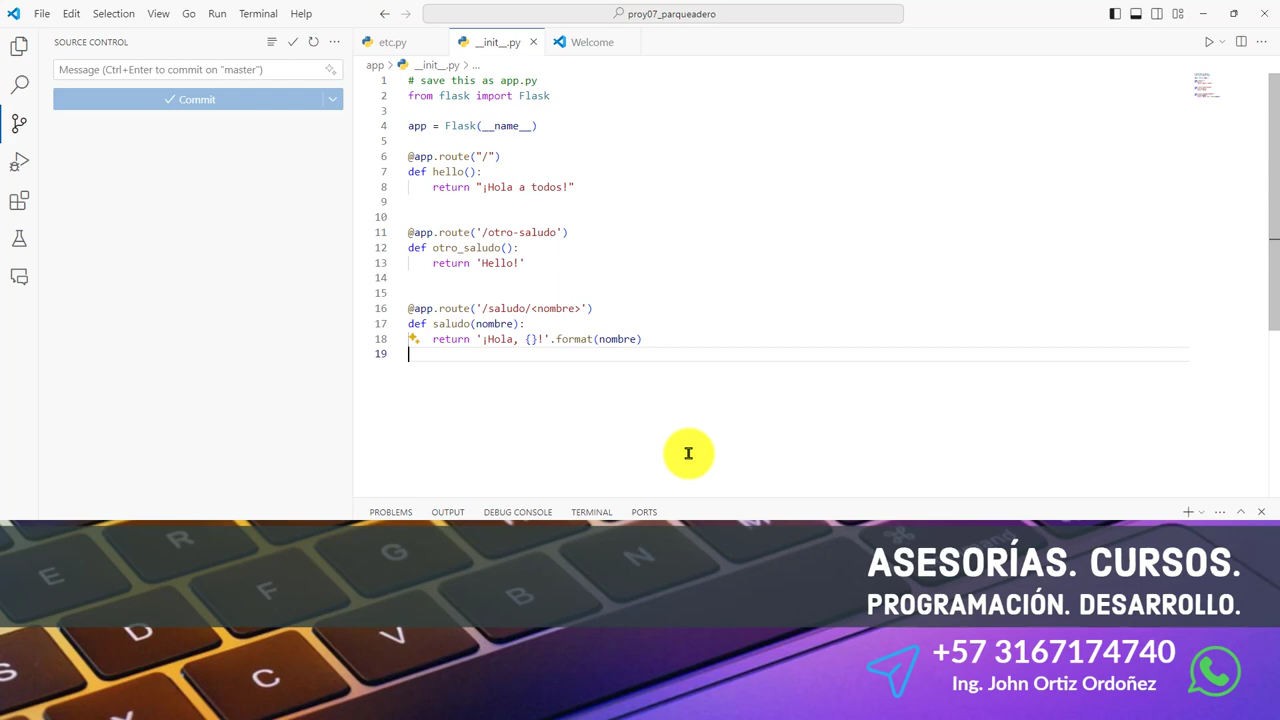 File Edit Selection View Go Run Terminal Help
proy07_parqueadero
SOURCE CONTROL
Message (Ctrl+Enter to commit on "master")
Commit
etc.py
__init__.py
Welcome
app > __init__.py > ...
1 # save this as app.py
2 from flask import Flask
3
4 app = Flask(__name__)
5
6 @app.route("/")
7 def hello():
8     return "¡Hola a todos!"
9
10
11 @app.route('/otro-saludo')
12 def otro_saludo():
13     return 'Hello!'
14
15
16 @app.route('/saludo/<nombre>')
17 def saludo(nombre):
18     return '¡Hola, {}!'.format(nombre)
19
PROBLEMS OUTPUT DEBUG CONSOLE TERMINAL PORTS
ASESORÍAS. CURSOS.
PROGRAMACIÓN. DESARROLLO.
+57 3167174740
Ing. John Ortiz Ordoñez
R
E
F
G
N
M
D
V
B
C
S